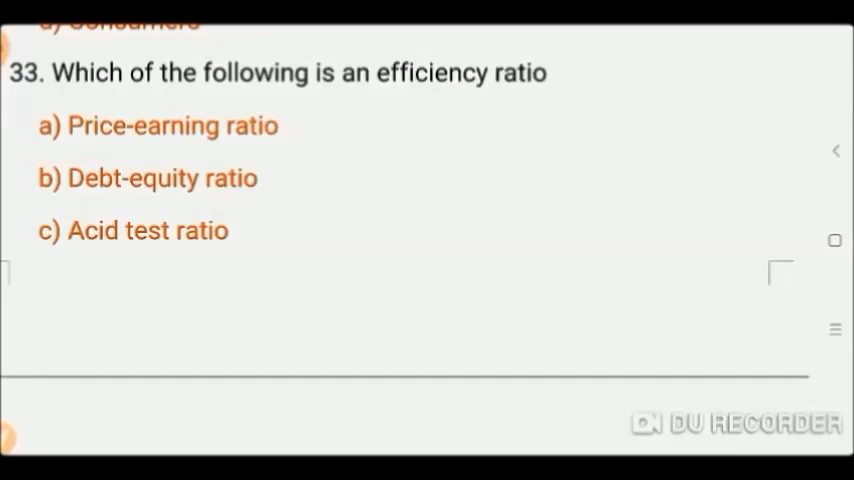 33. Which of the following is an efficiency ratio
a) Price-earning ratio
b) Debt-equity ratio
c) Acid test ratio
DU RECORDER